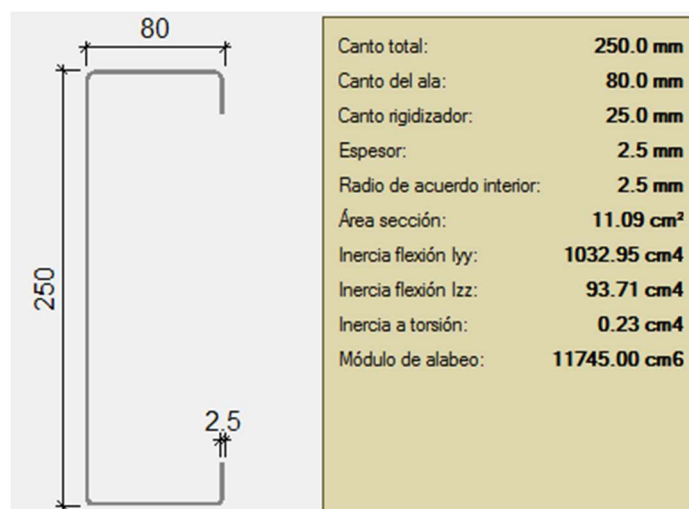 80
250
2.5
Canto total: 250.0 mm
Canto del ala: 80.0 mm
Canto rigidizador: 25.0 mm
Espesor: 2.5 mm
Radio de acuerdo interior: 2.5 mm
Área sección: 11.09 cm²
Inercia flexión Iyy: 1032.95 cm4
Inercia flexión Izz: 93.71 cm4
Inercia a torsión: 0.23 cm4
Módulo de alabeo: 11745.00 cm6